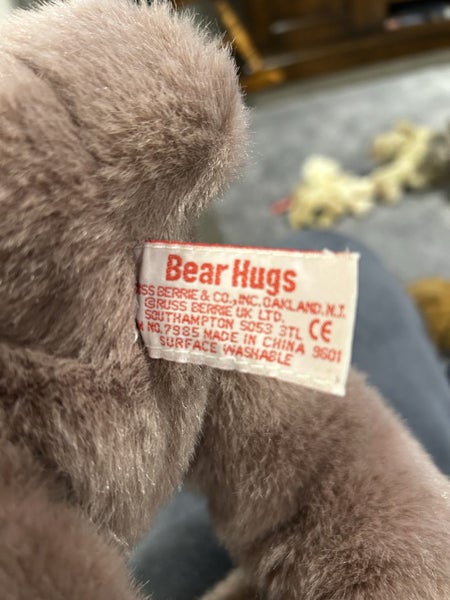 Bear Hugs
BERRIE & CO., INC. OAKLAND, N.J.
©RUSS BERRIE UK LTD.
SOUTHAMPTON SO53 3TL CE
NO. 7985 MADE IN CHINA 9601
SURFACE WASHABLE